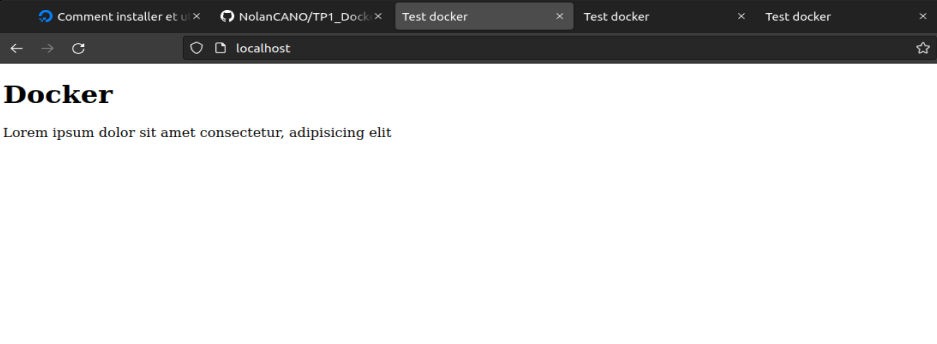 Comment installer et u
NolanCANO/TP1_Dock
Test docker
Test docker
Test docker
localhost
Docker
Lorem ipsum dolor sit amet consectetur, adipisicing elit